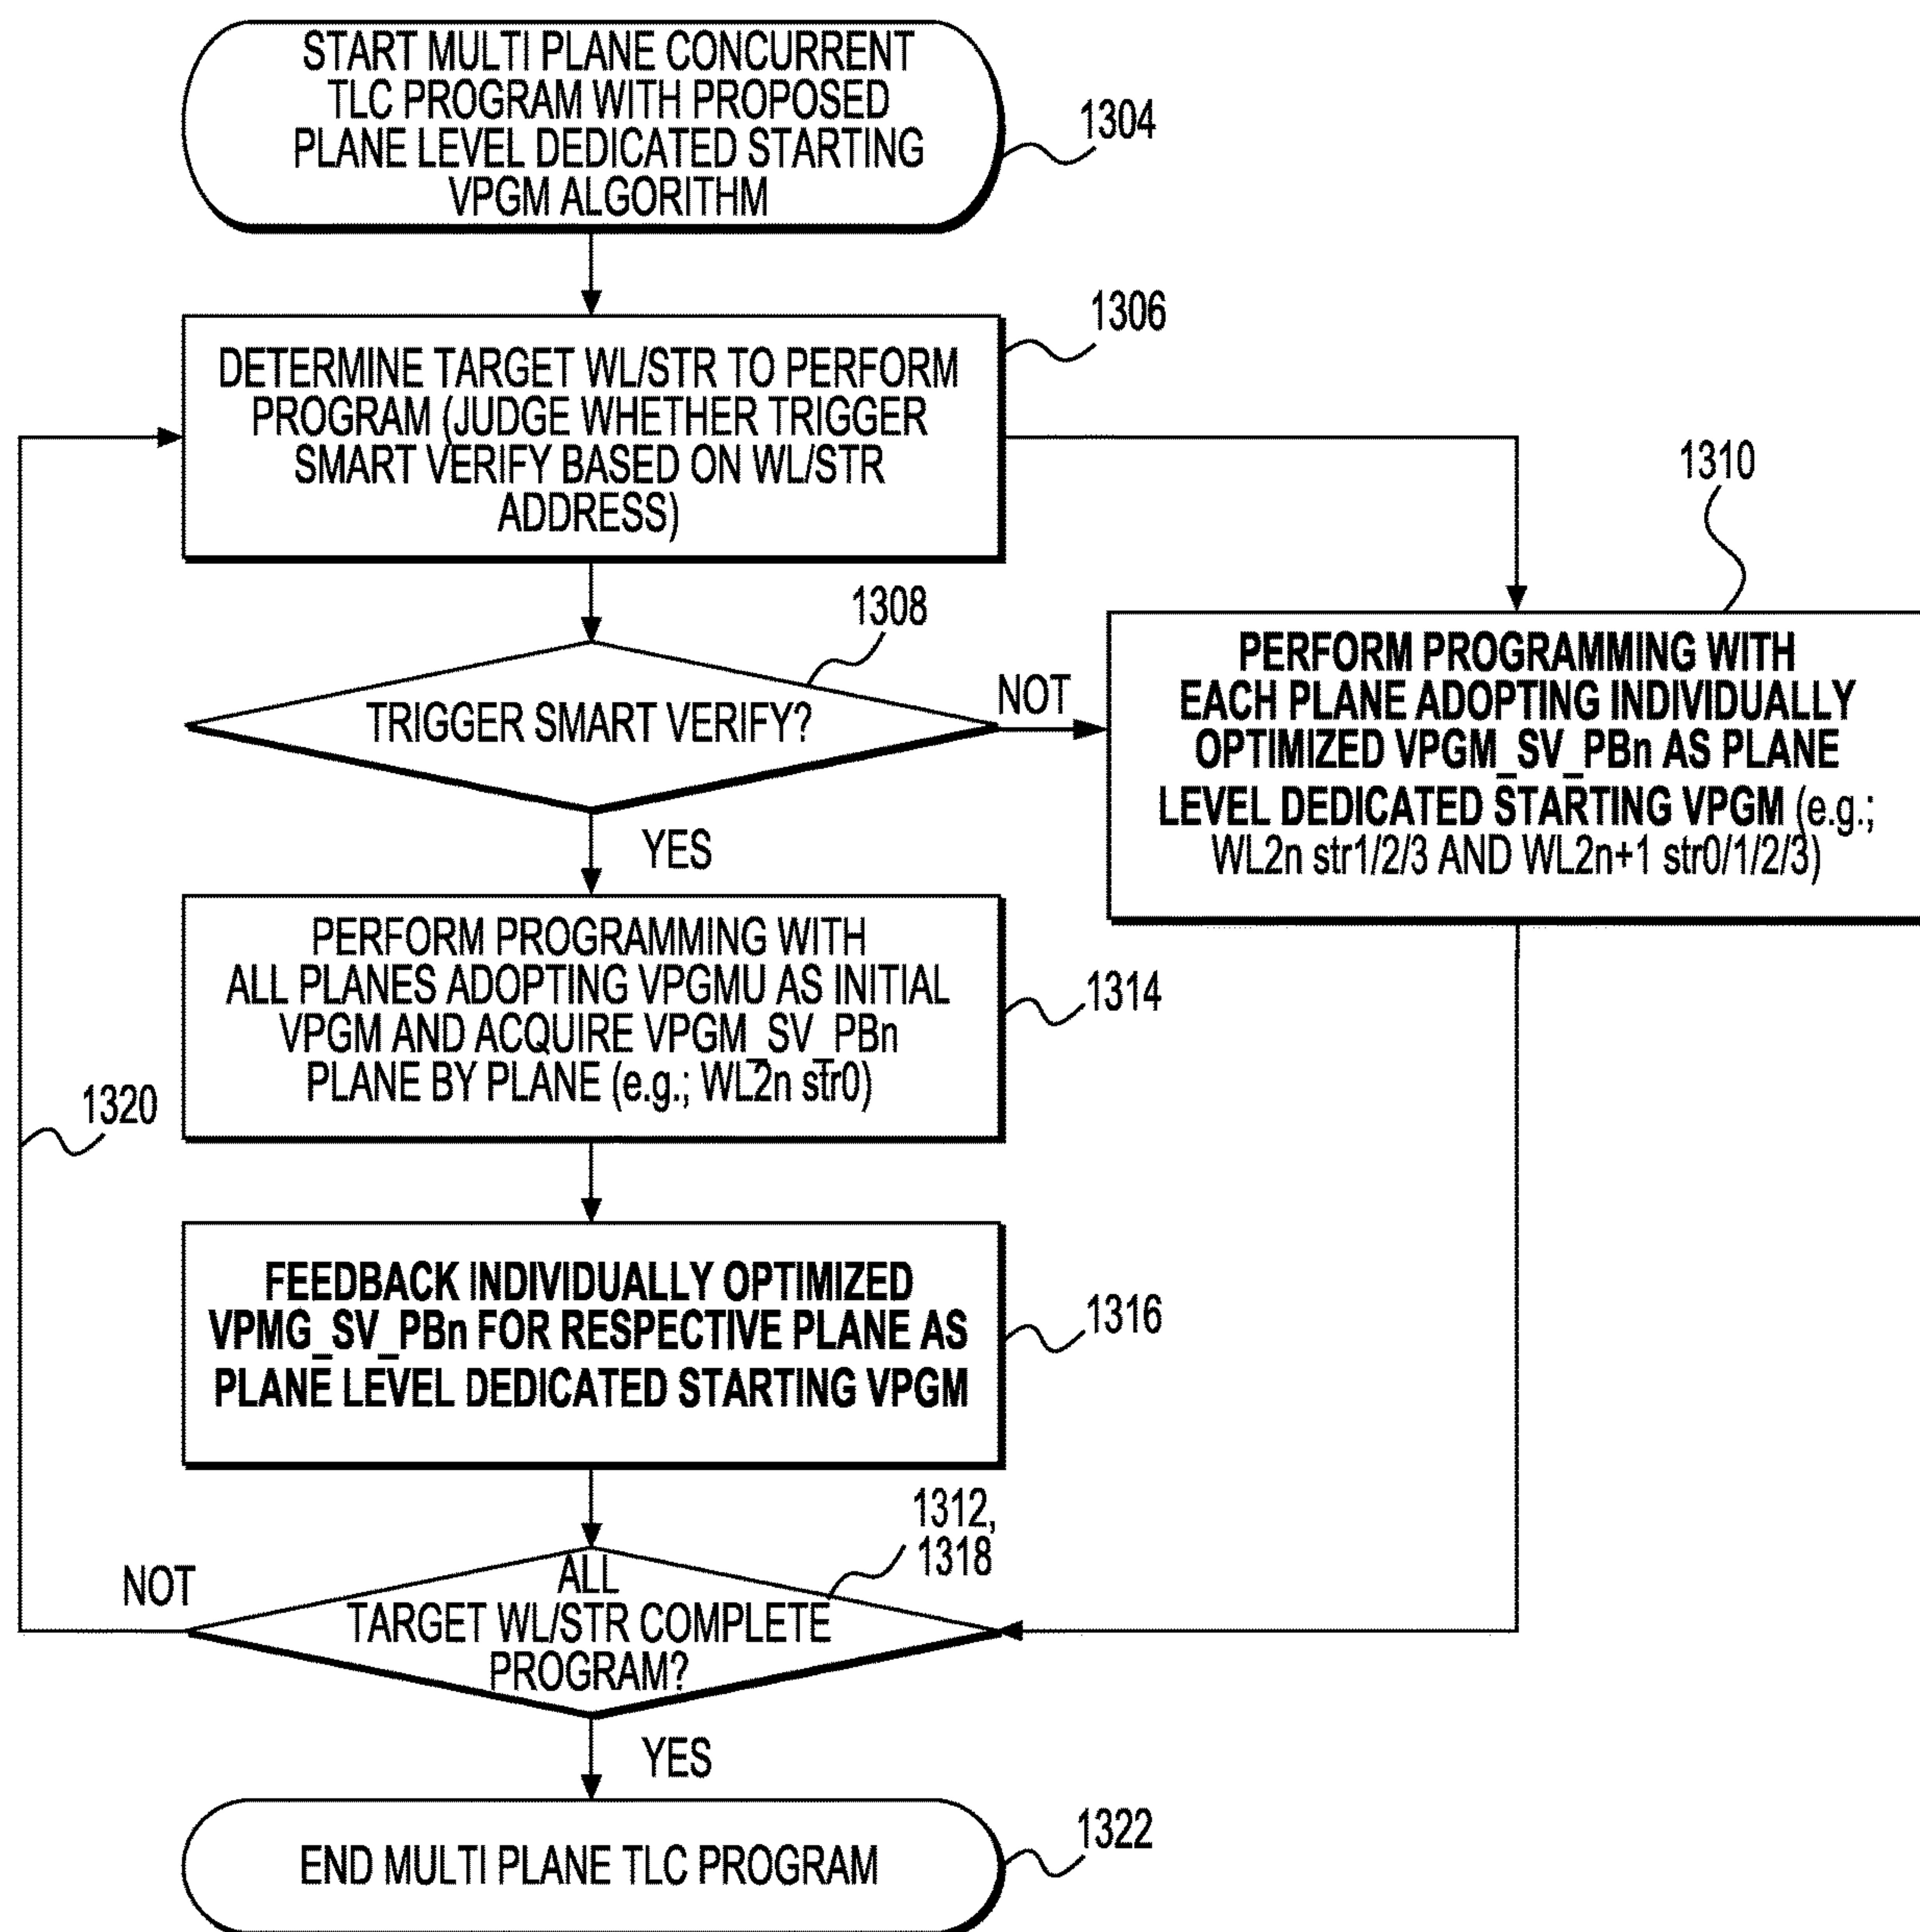 START MULTI PLANE CONCURRENT
TLC PROGRAM WITH PROPOSED
PLANE LEVEL DEDICATED STARTING
VPGM ALGORITHM
1304
1306
DETERMINE TARGET WL/STR TO PERFORM
PROGRAM (JUDGE WHETHER TRIGGER
SMART VERIFY BASED ON WL/STR
ADDRESS)
1308
TRIGGER SMART VERIFY?
NOT
YES
1310
PERFORM PROGRAMMING WITH
EACH PLANE ADOPTING INDIVIDUALLY
OPTIMIZED VPGM_SV_PBn AS PLANE
LEVEL DEDICATED STARTING VPGM (e.g.;
WL2n str1/2/3 AND WL2n+1 str0/1/2/3)
PERFORM PROGRAMMING WITH
ALL PLANES ADOPTING VPGMU AS INITIAL
VPGM AND ACQUIRE VPGM_SV_PBn
PLANE BY PLANE (e.g.; WL2n str0)
1314
1320
FEEDBACK INDIVIDUALLY OPTIMIZED
VPMG_SV_PBn FOR RESPECTIVE PLANE AS
PLANE LEVEL DEDICATED STARTING VPGM
1316
1312,
1318
NOT
ALL
TARGET WL/STR COMPLETE
PROGRAM?
YES
END MULTI PLANE TLC PROGRAM
1322